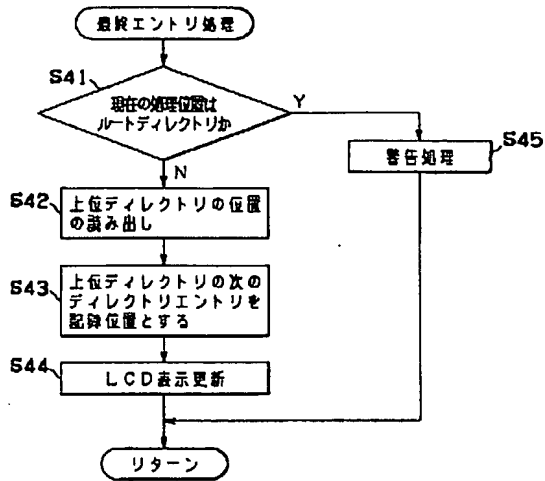 最終エントリ処理
S41
現在の処理位置は
ルートディレクトリか
Y
N
S45
警告処理
S42
上位ディレクトリの位置
の読み出し
S43
上位ディレクトリの次の
ディレクトリエントリを
記録位置とする
S44
LCD表示更新
リターン